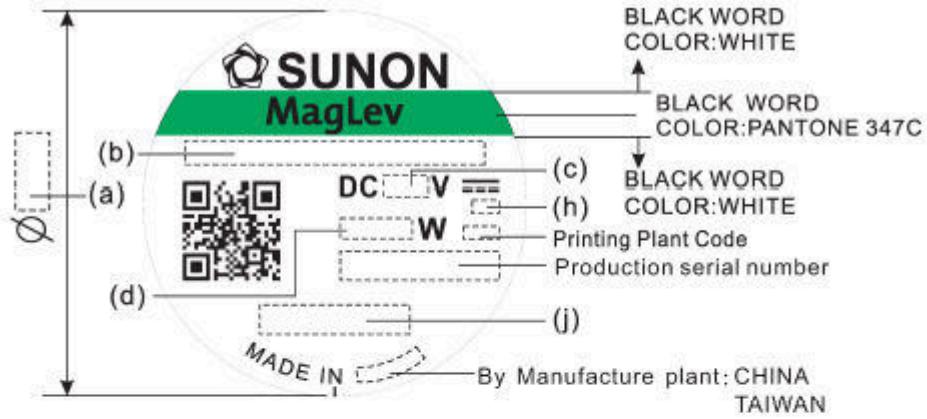 BLACK WORD
COLOR:WHITE
SUNON
MagLev
BLACK WORD
COLOR:PANTONE 347C
(b)
(c)
(a)
DC V
BLACK WORD
COLOR:WHITE
(h)
Ø
W
Printing Plant Code
Production serial number
(d)
(j)
MADE IN
By Manufacture plant: CHINA
TAIWAN